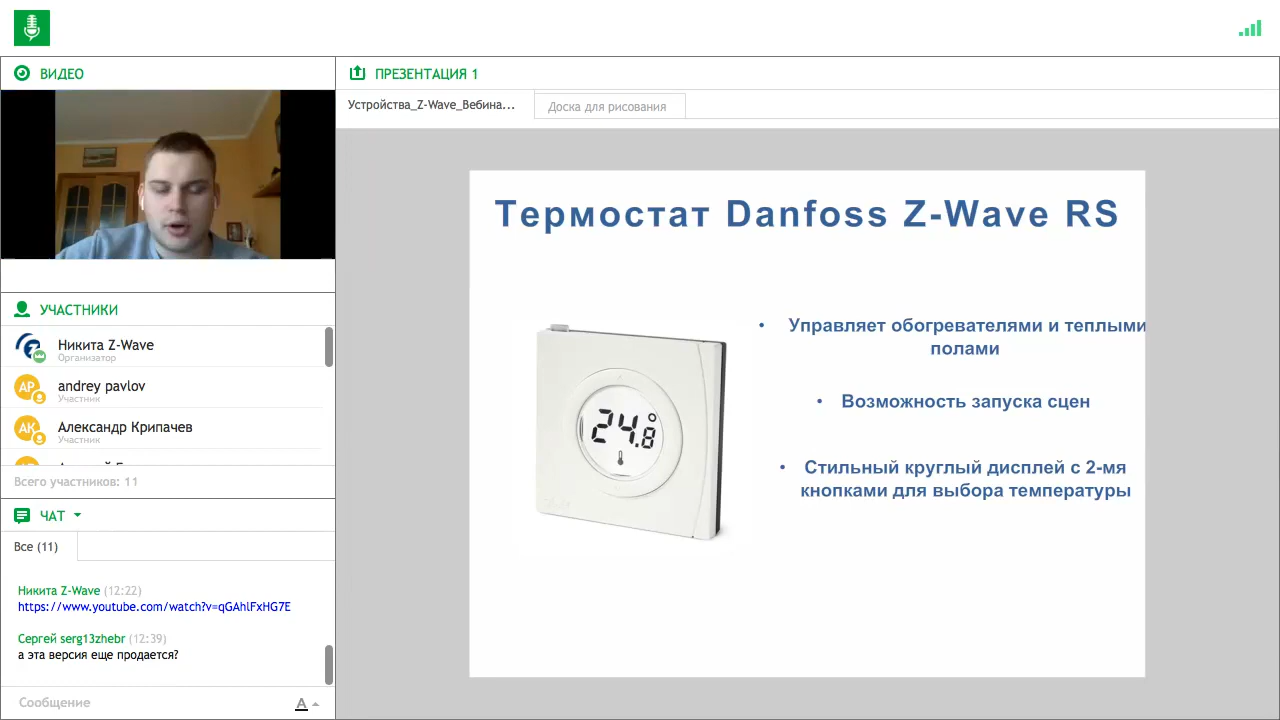 ВИДЕО
ПРЕЗЕНТАЦИЯ 1
Устройства_Z-Wave_Вебина...
Доска для рисования
Термостат Danfoss Z-Wave RS
24.8°
• Управляет обогревателями и теплыми
полами
• Возможность запуска сцен
• Стильный круглый дисплей с 2-мя
кнопками для выбора температуры
УЧАСТНИКИ
Никита Z-Wave
Организатор
AP
andrey pavlov
Участник
АК
Александр Крипачев
Участник
Всего участников: 11
ЧАТ
Все (11)
Никита Z-Wave (12:22)
https://www.youtube.com/watch?v=qGAhlFxHG7E
Сергей serg13zhebr (12:39)
а эта версия еще продается?
Сообщение
A